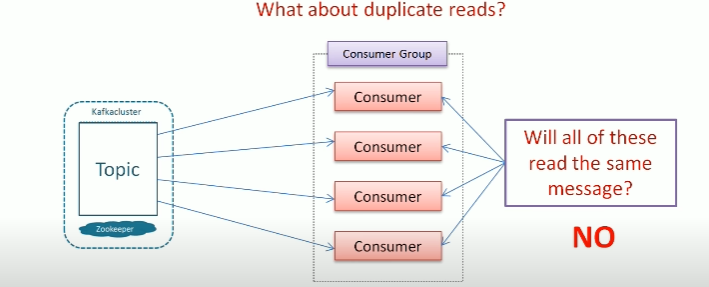 What about duplicate reads?
Consumer Group
Kafkacluster
Topic
Zookeeper
Consumer
Consumer
Consumer
Consumer
Will all of these
read the same
message?
NO